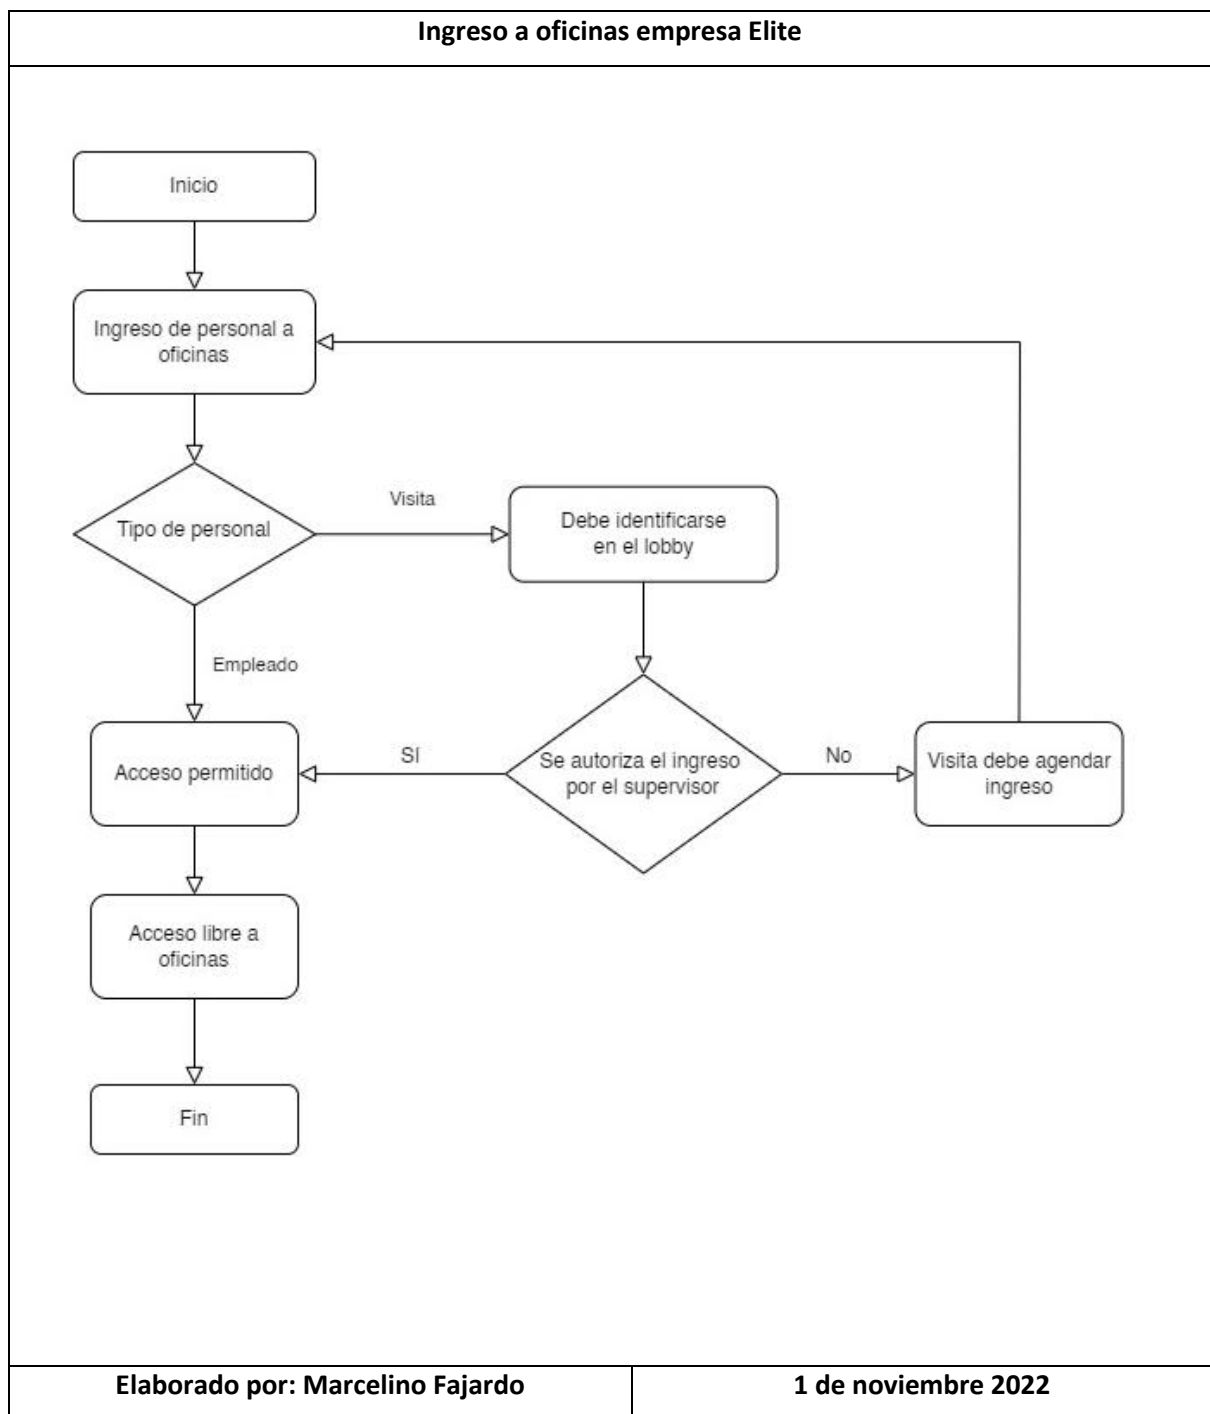 Ingreso a oficinas empresa Elite
Inicio
Ingreso de personal a
oficinas
Tipo de personal
Visita
Debe identificarse
en el lobby
Empleado
Acceso permitido
Sí
Se autoriza el ingreso
por el supervisor
No
Visita debe agendar
ingreso
Acceso libre a
oficinas
Fin
Elaborado por: Marcelino Fajardo
1 de noviembre 2022